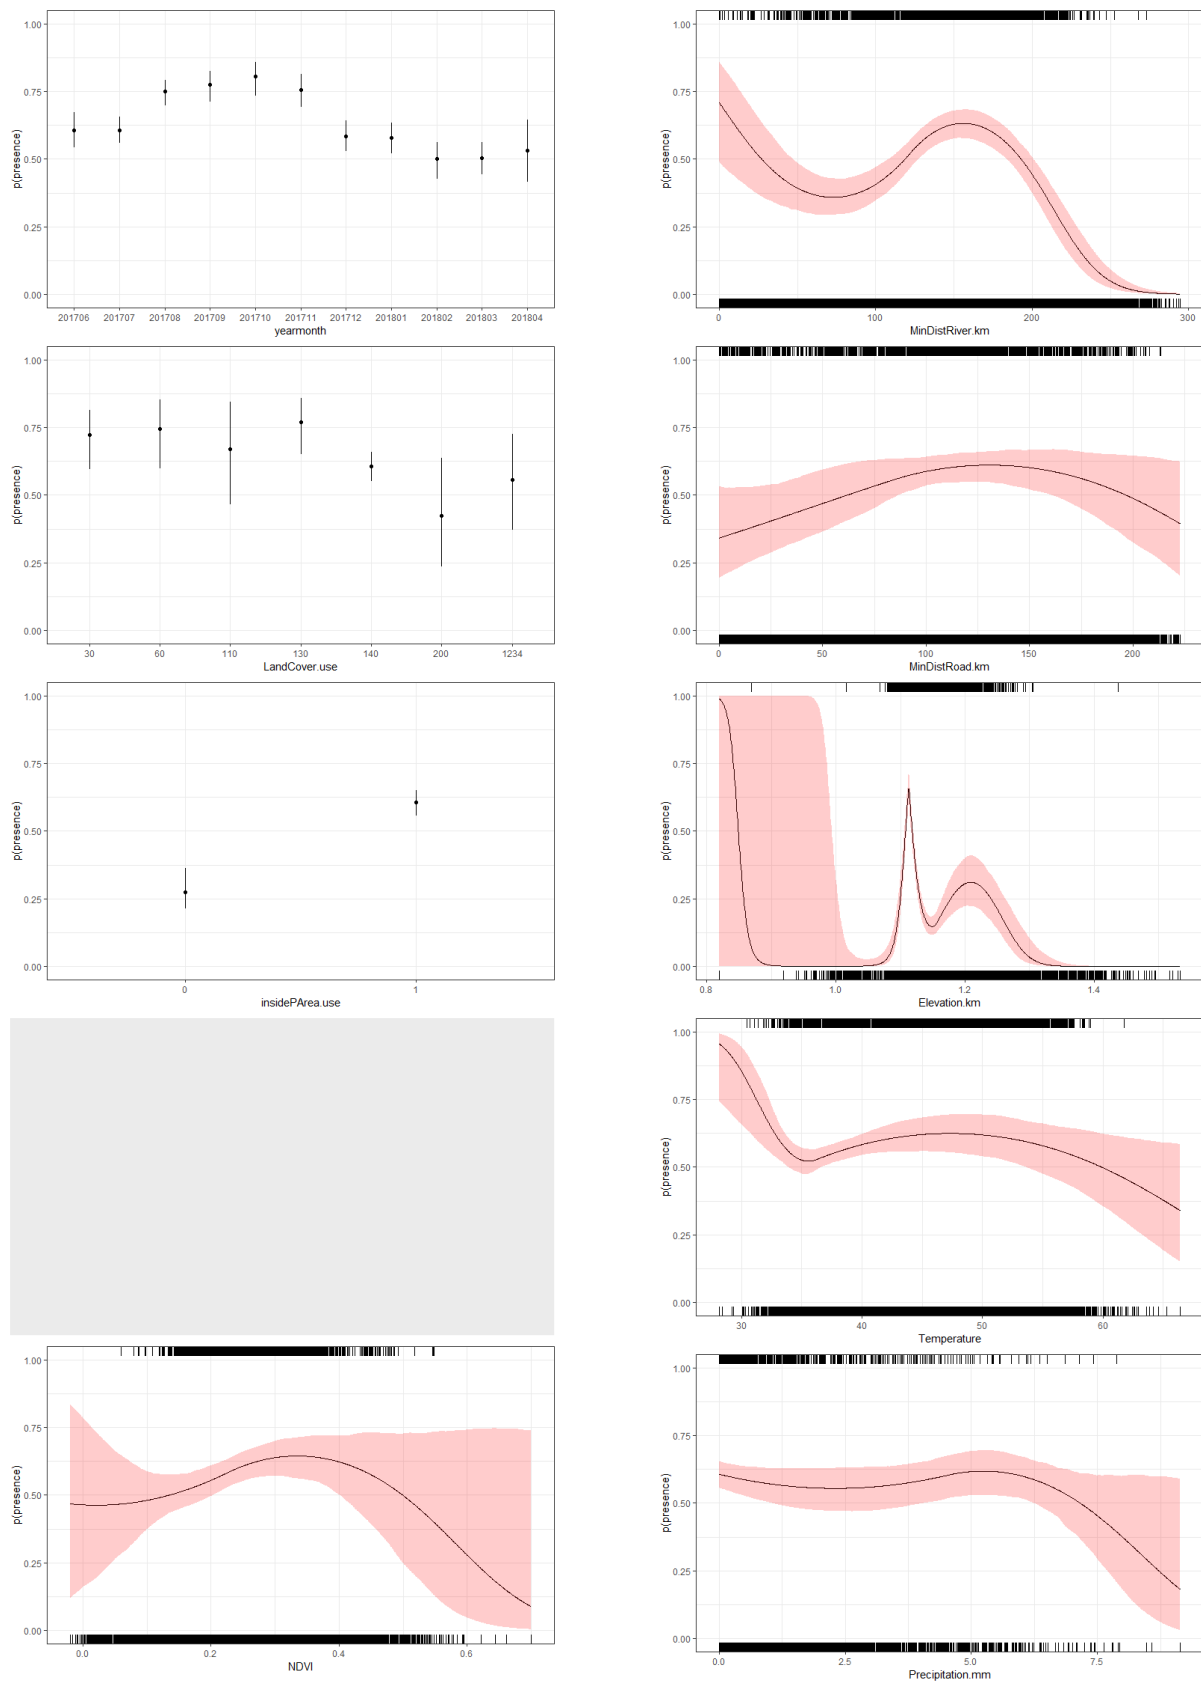 1.00
0.75
0.50
0.25
0.00
p(presence)
201706 201707 201708 201709 201710 201711 201712 201801 201802 201803 201804
yearmonth
1.00
0.75
0.50
0.25
0.00
p(presence)
0 100 200 300
MinDistRiver.km
1.00
0.75
0.50
0.25
0.00
p(presence)
30 60 110 130 140 200 1234
LandCover.use
1.00
0.75
0.50
0.25
0.00
p(presence)
0 50 100 150 200
MinDistRoad.km
1.00
0.75
0.50
0.25
0.00
p(presence)
0 1
insidePArea.use
1.00
0.75
0.50
0.25
0.00
p(presence)
0.8 1.0 1.2 1.4
Elevation.km
1.00
0.75
0.50
0.25
0.00
p(presence)
30 40 50 60
Temperature
1.00
0.75
0.50
0.25
0.00
p(presence)
0.0 0.2 0.4 0.6
NDVI
1.00
0.75
0.50
0.25
0.00
p(presence)
0.0 2.5 5.0 7.5
Precipitation.mm